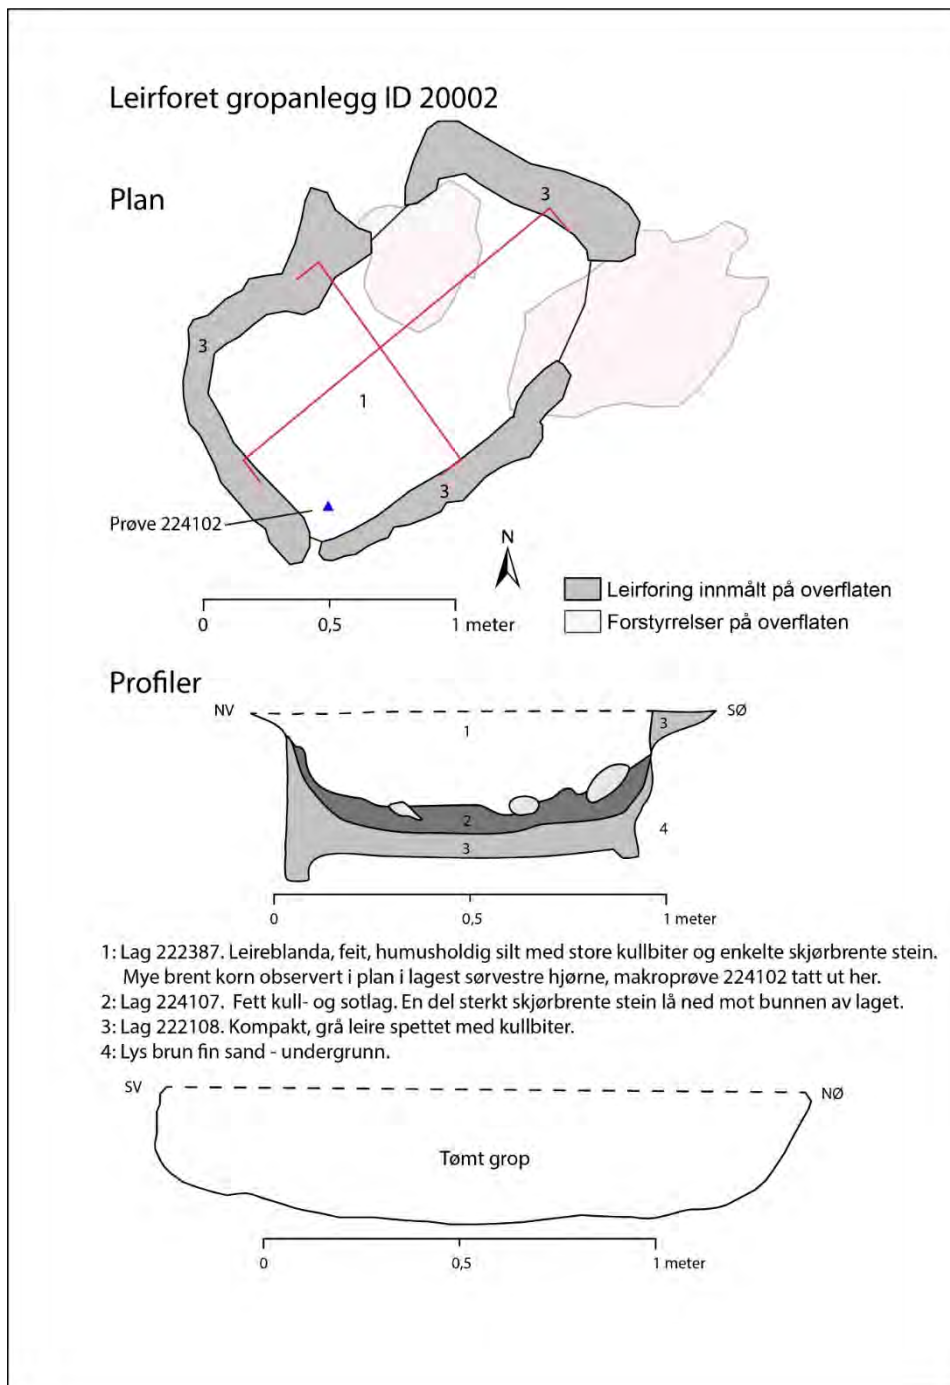 Leirforet gropanlegg ID 20002
Plan
3
3
1
3
Prøve 224102
N
0 0,5 1 meter
Leirforing innmålt på overflaten
Forstyrrelser på overflaten
Profiler
NV SØ
1
3
2
3
4
0 0,5 1 meter
1: Lag 222387. Leireblanda, feit, humusholdig silt med store kullbiter og enkelte skjørbrente stein.
Mye brent korn observert i plan i lagest sørvestre hjørne, makroprøve 224102 tatt ut her.
2: Lag 224107. Fett kull- og sotlag. En del sterkt skjørbrente stein lå ned mot bunnen av laget.
3: Lag 222108. Kompakt, grå leire spettet med kullbiter.
4: Lys brun fin sand - undergrunn.
SV NØ
Tømt grop
0 0,5 1 meter